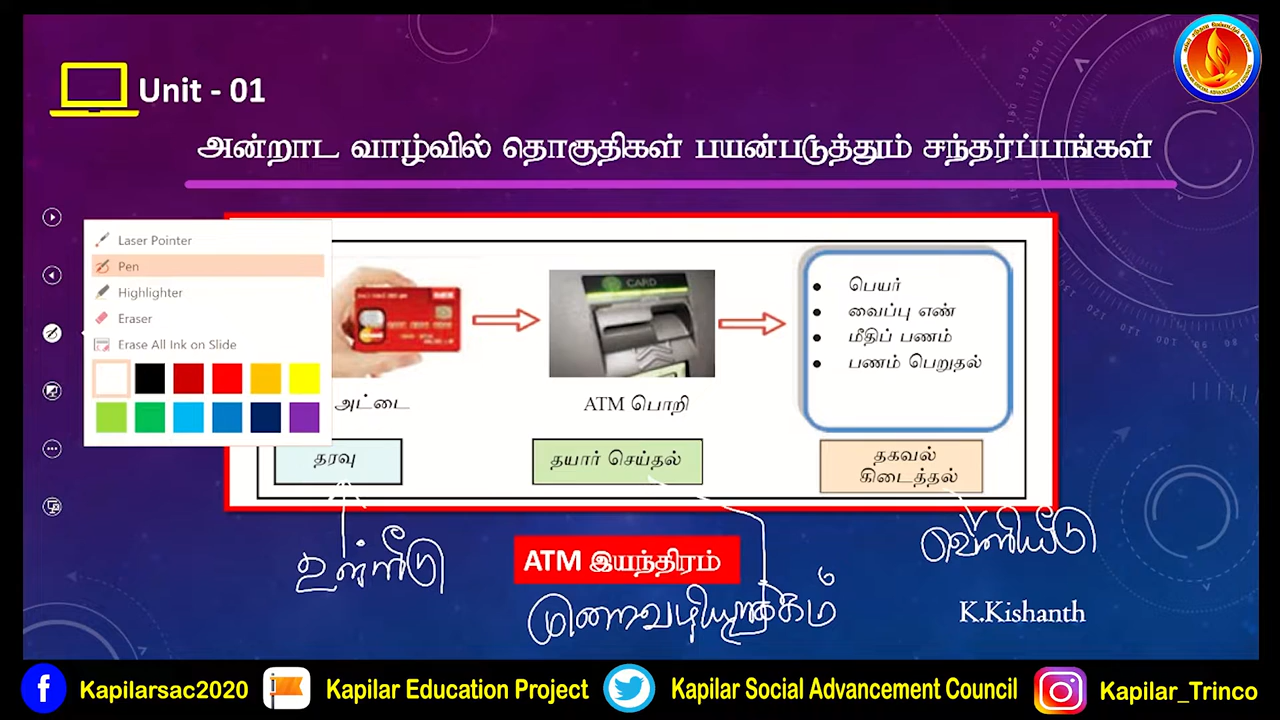 Unit - 01
அன்றாட வாழ்வில் தொகுதிகள் பயன்படுத்தும் சந்தர்ப்பங்கள்
Laser Pointer
Pen
Highlighter
Eraser
Erase All Ink on Slide
CARD
• பெயர்
• வைப்பு எண்
• மீதிப் பணம்
• பணம் பெறுதல்
அட்டை
ATM பொறி
தரவு
தயார் செய்தல்
தகவல்
கிடைத்தல்
உள்ளீடு
ATM இயந்திரம்
முறைவழியாக்கம்
வெளியீடு
K.Kishanth
Kapilarsac2020
Kapilar Education Project
Kapilar Social Advancement Council
Kapilar_Trinco